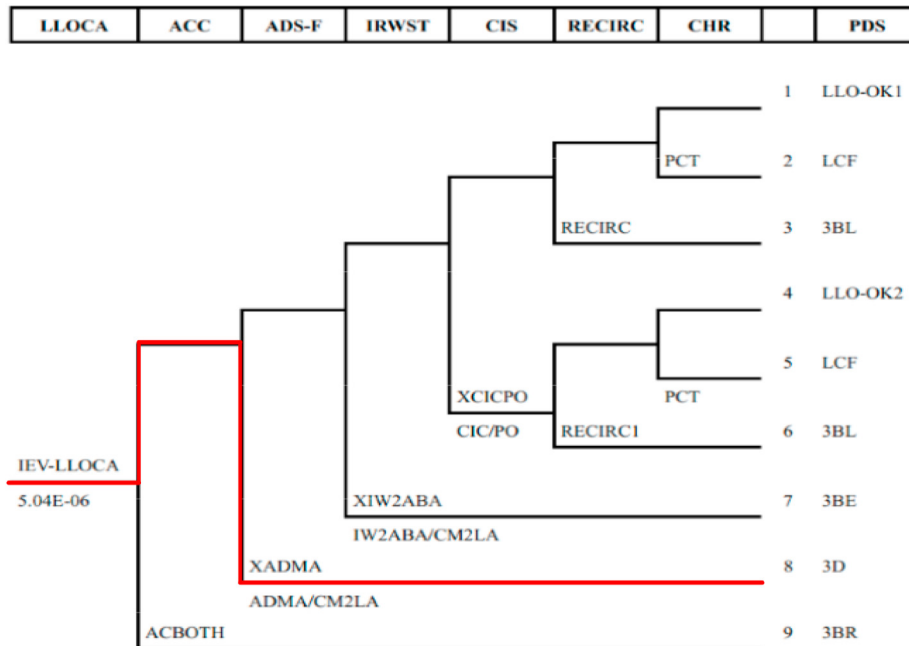 LLOCA ACC ADS-F IRWST CIS RECIRC CHR PDS
1 LLO-OK1
PCT 2 LCF
RECIRC 3 3BL
4 LLO-OK2
5 LCF
XCICPO PCT
CIC/PO RECIRC1 6 3BL
IEV-LLOCA
5.04E-06 XIW2ABA 7 3BE
IW2ABA/CM2LA
XADMA 8 3D
ADMA/CM2LA
ACBOTH 9 3BR